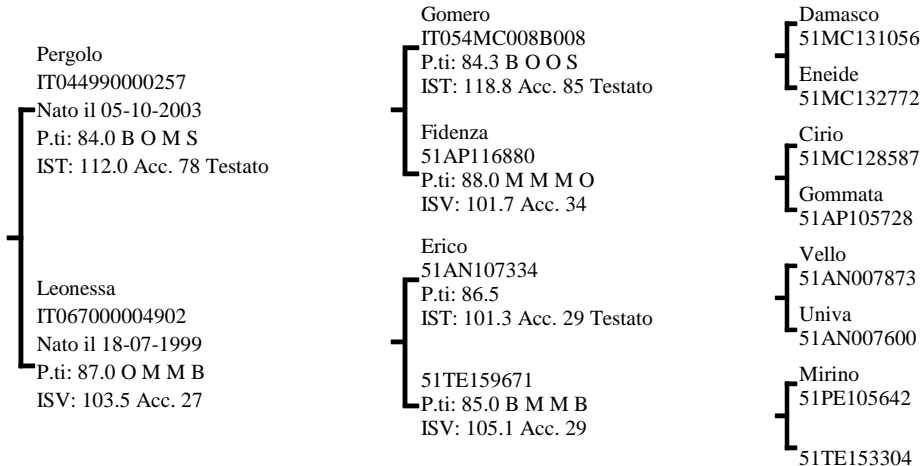 Pergolo
IT044990000257
Nato il 05-10-2003
P.ti: 84.0 B O M S
IST: 112.0 Acc. 78 Testato
Leonessa
IT067000004902
Nato il 18-07-1999
P.ti: 87.0 O M M B
ISV: 103.5 Acc. 27
Gomero
IT054MC008B008
P.ti: 84.3 B O O S
IST: 118.8 Acc. 85 Testato
Fidenza
51AP116880
P.ti: 88.0 M M M O
ISV: 101.7 Acc. 34
Erico
51AN107334
P.ti: 86.5
IST: 101.3 Acc. 29 Testato
51TE159671
P.ti: 85.0 B M M B
ISV: 105.1 Acc. 29
Damasco
51MC131056
Eneide
51MC132772
Cirio
51MC128587
Gommata
51AP105728
Vello
51AN007873
Univa
51AN007600
Mirino
51PE105642
51TE153304